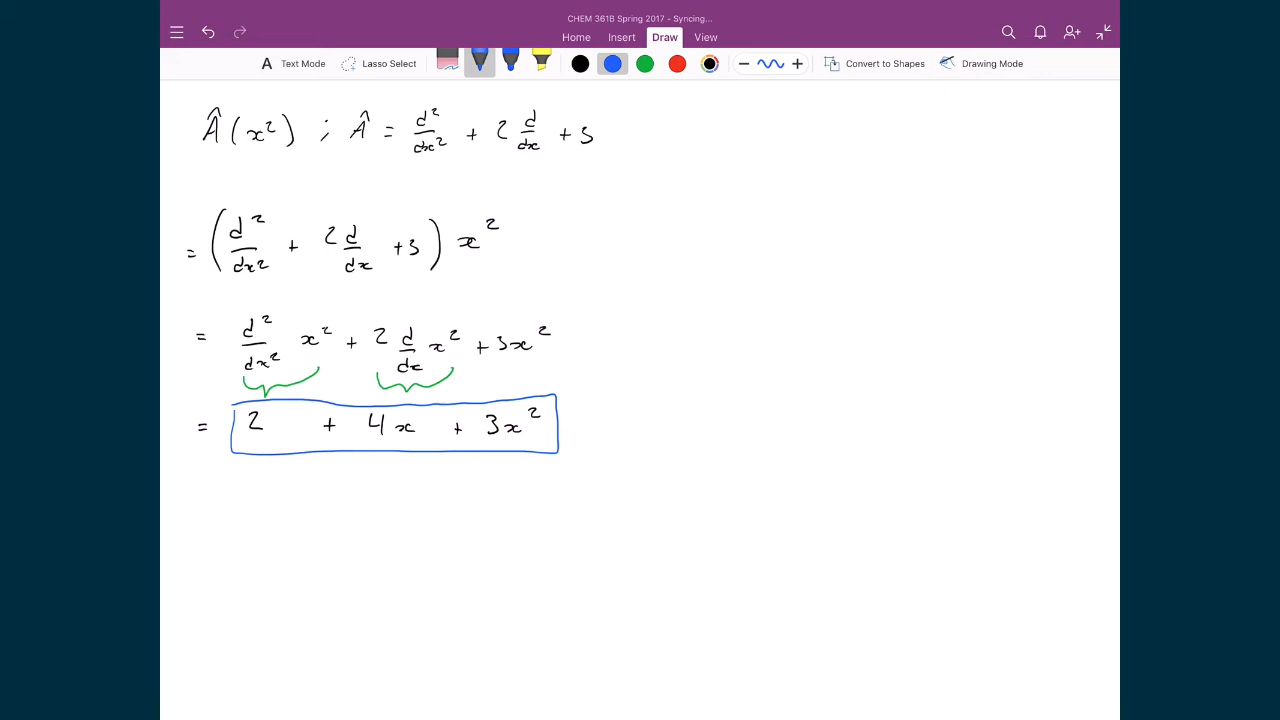 CHEM 361B Spring 2017 - Syncing...
Home Insert Draw View
Text Mode Lasso Select Convert to Shapes Drawing Mode
Â(x²) ; Â = d²/dx² + 2 d/dx + 3
= (d²/dx² + 2 d/dx + 3) x²
= d²/dx² x² + 2 d/dx x² + 3x²
= 2 + 4x + 3x²